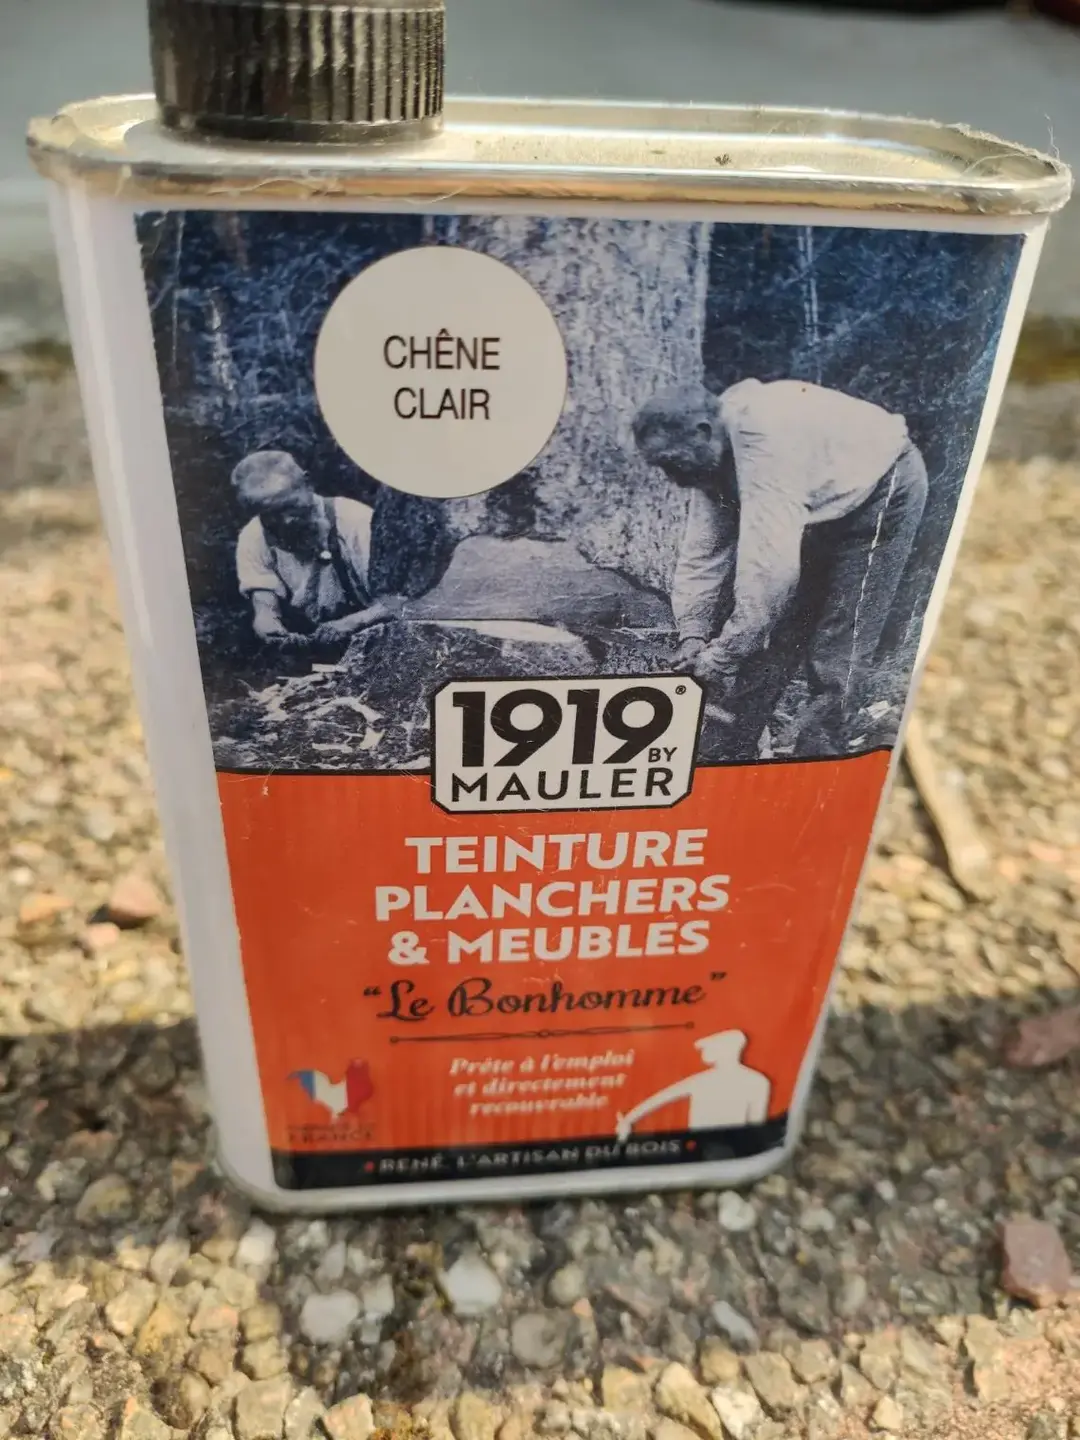 CHÊNE
CLAIR
1919®
BY
MAULER
TEINTURE
PLANCHERS
& MEUBLES
"Le Bonhomme"
Prête à l'emploi
et directement
recouvrable
FRANCE
• RENÉ, L'ARTISAN DU BOIS •